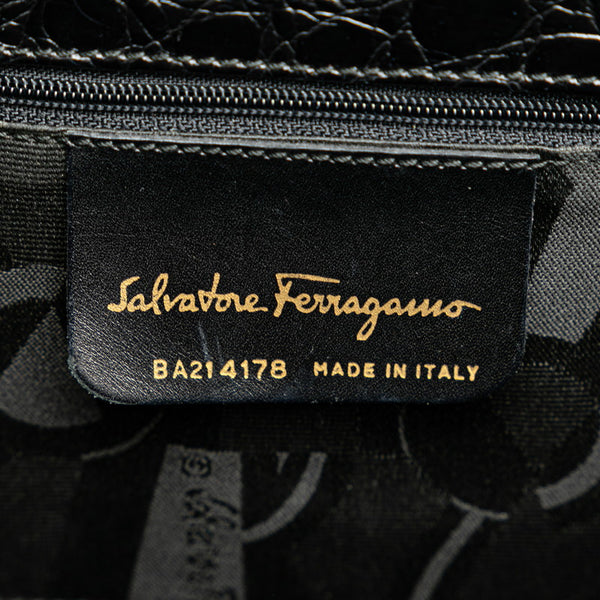 Salvatore Ferragamo
BA214178 MADE IN ITALY